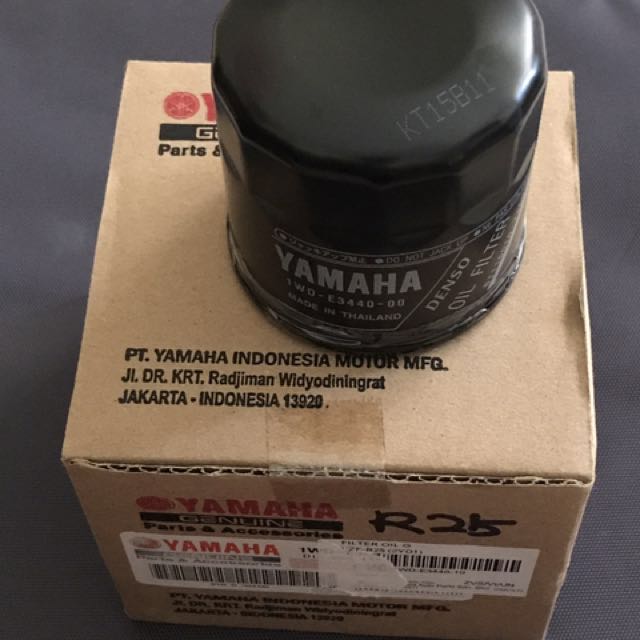 KT15B11
DO NOT JACK
YAMAHA
1WD-E3440-00
MADE IN THAILAND
DENSO
OIL FILTER
YAMAHA
Parts &
PT. YAMAHA INDONESIA MOTOR MFG.
Jl. DR. KRT. Radjiman Widyodiningrat
JAKARTA - INDONESIA 13920
YAMAHA
GENUINE
Parts & Accessories
R25
YAMAHA
FILTER OIL
PT. YAMAHA INDONESIA MOTOR MFG.
Jl. DR. KRT. Radjiman Widyodiningrat
JAKARTA - INDONESIA 13920